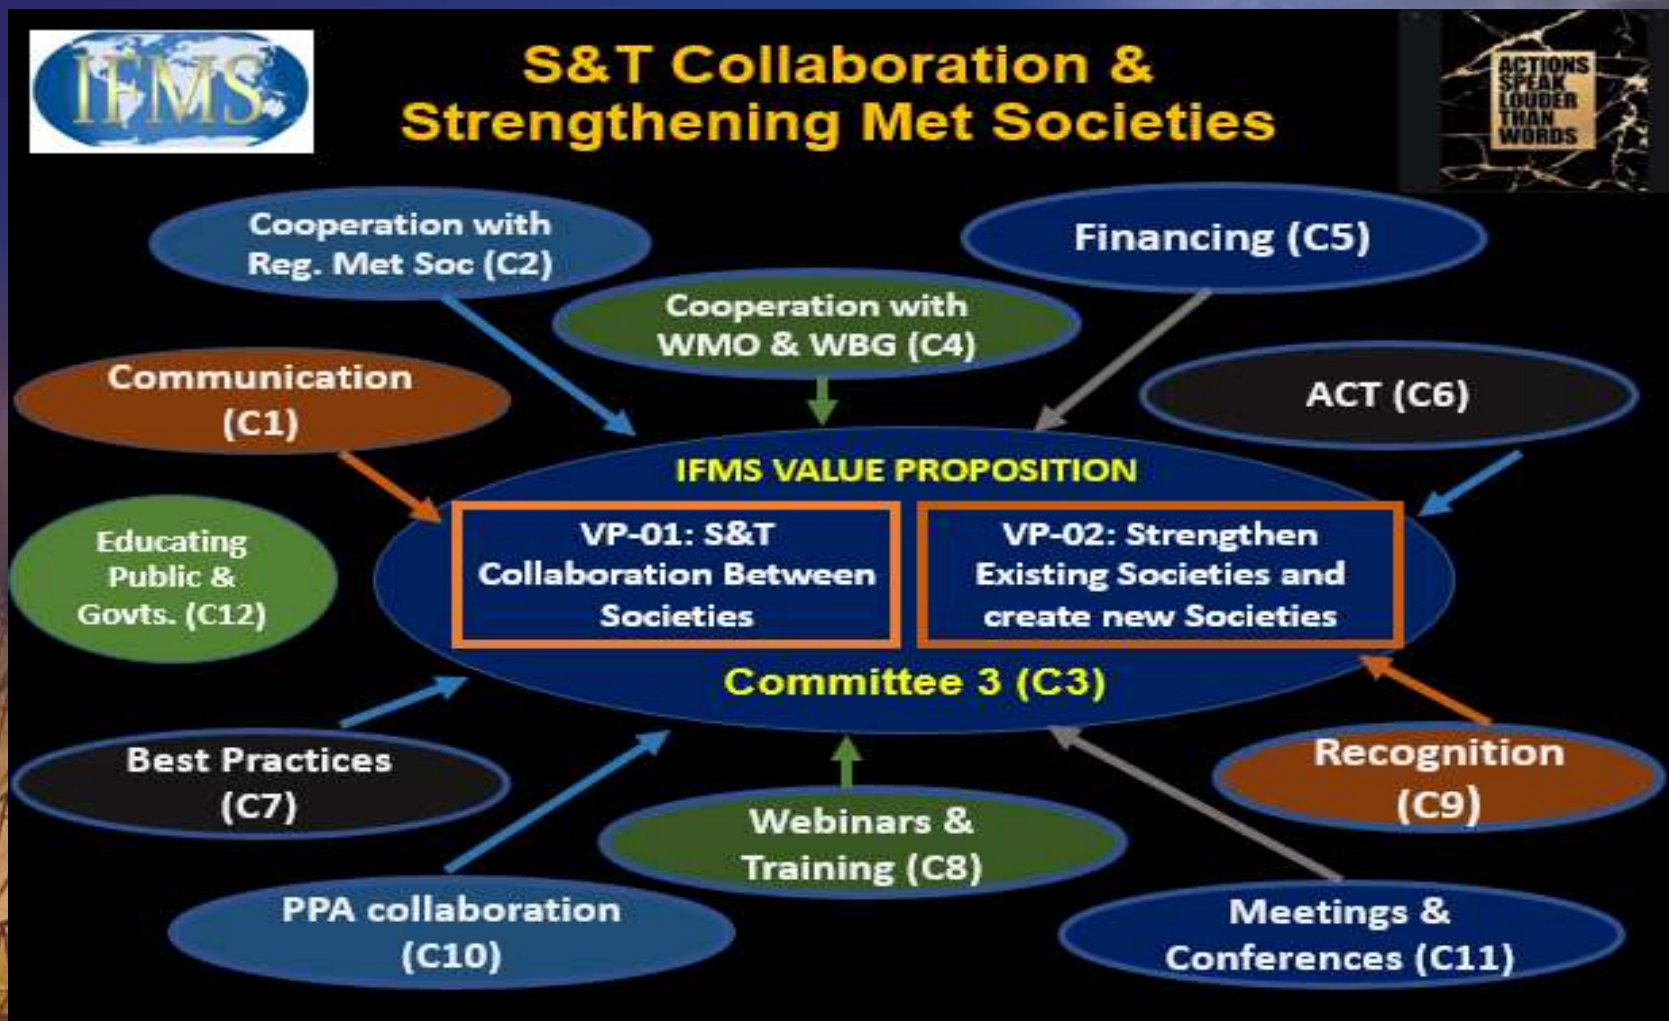 IFMS
S&T Collaboration &
Strengthening Met Societies
ACTIONS
SPEAK
LOUDER
THAN
WORDS
Cooperation with
Reg. Met Soc (C2)
Financing (C5)
Cooperation with
WMO & WBG (C4)
Communication
(C1)
ACT (C6)
IFMS VALUE PROPOSITION
VP-01: S&T
Collaboration Between
Societies
VP-02: Strengthen
Existing Societies and
create new Societies
Educating
Public &
Govts. (C12)
Committee 3 (C3)
Best Practices
(C7)
Recognition
(C9)
Webinars &
Training (C8)
PPA collaboration
(C10)
Meetings &
Conferences (C11)